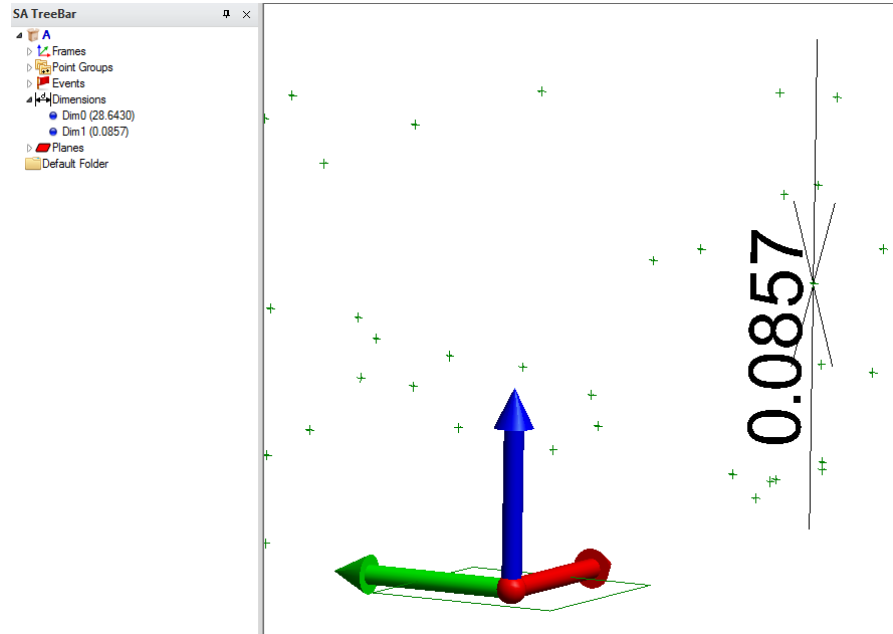 SA TreeBar
A
Frames
Point Groups
Events
Dimensions
Dim0 (28.6430)
Dim1 (0.0857)
Planes
Default Folder
0.0857